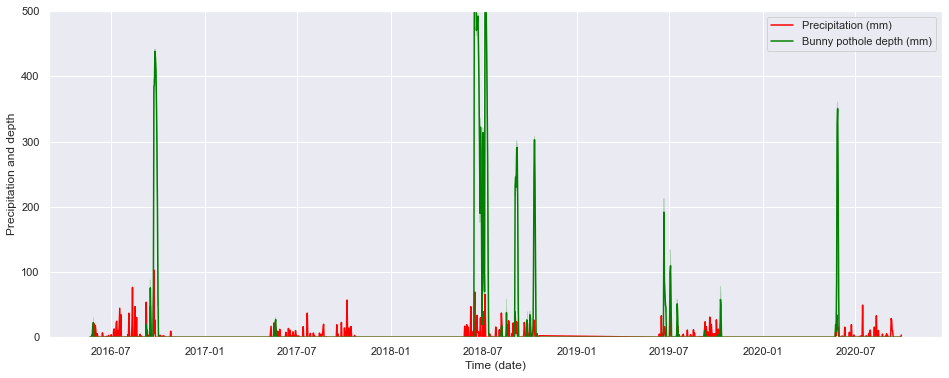 500
400
300
200
100
0
Precipitation and depth
Precipitation (mm)
Bunny pothole depth (mm)
2016-07 2017-01 2017-07 2018-01 2018-07 2019-01 2019-07 2020-01 2020-07
Time (date)